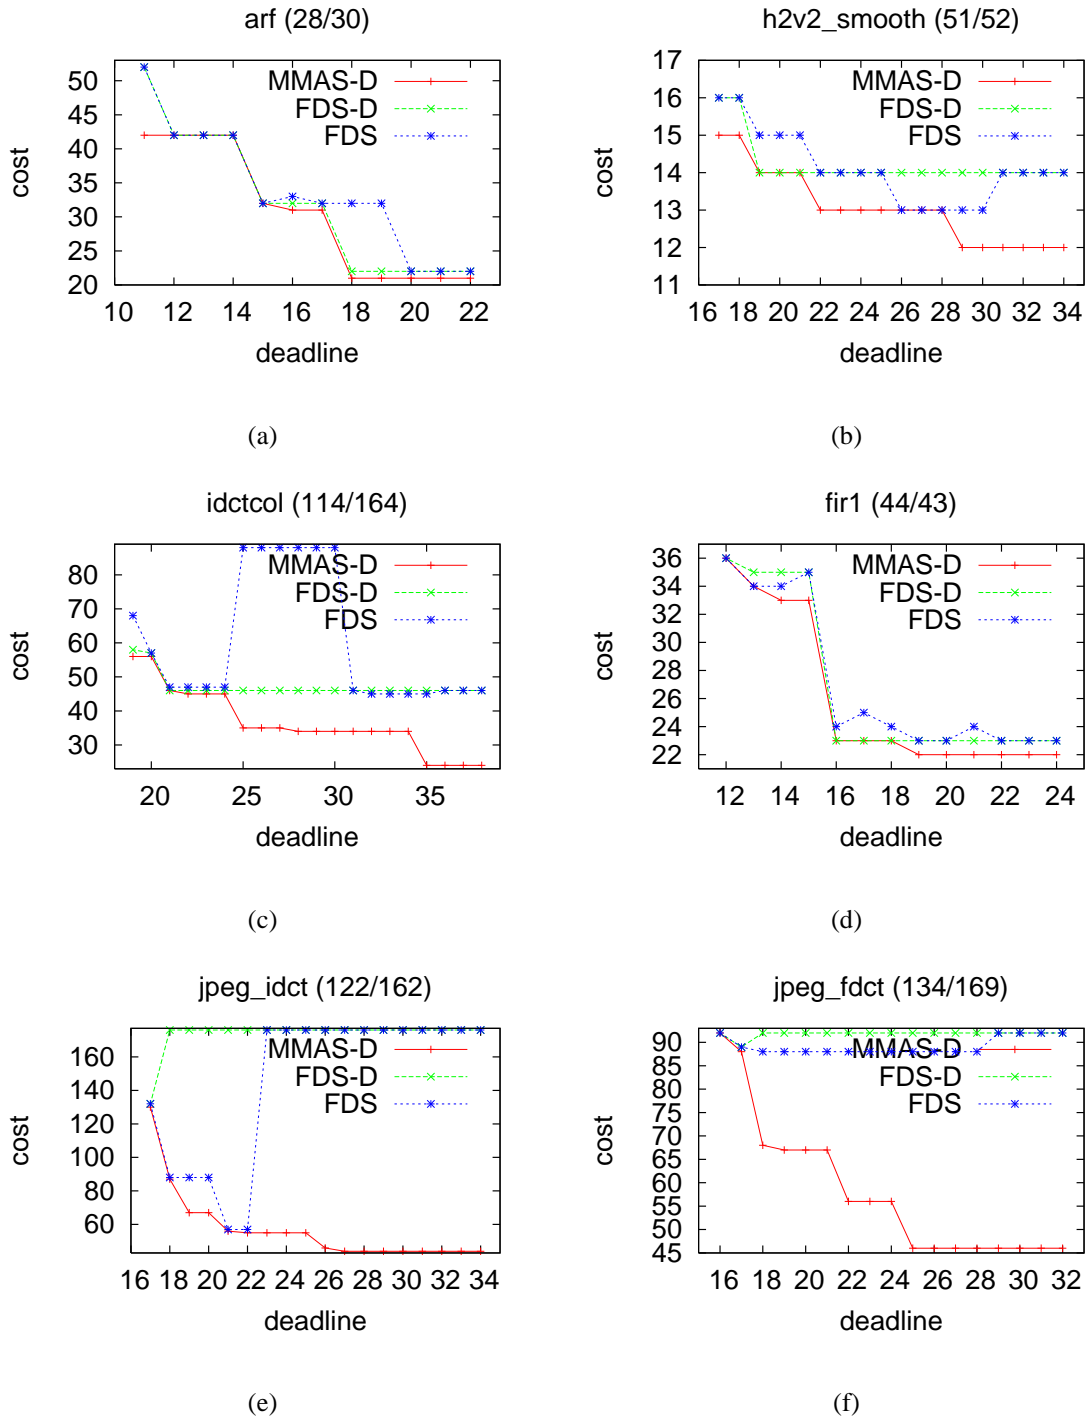 arf (28/30)
50
45
40
35
30
25
20
10 12 14 16 18 20 22
cost
deadline
MMAS-D
FDS-D
FDS
(a)
h2v2_smooth (51/52)
17
16
15
14
13
12
11
16 18 20 22 24 26 28 30 32 34
cost
deadline
MMAS-D
FDS-D
FDS
(b)
idctcol (114/164)
80
70
60
50
40
30
20 25 30 35
cost
deadline
MMAS-D
FDS-D
FDS
(c)
fir1 (44/43)
36
34
32
30
28
26
24
22
12 14 16 18 20 22 24
cost
deadline
MMAS-D
FDS-D
FDS
(d)
jpeg_idct (122/162)
160
140
120
100
80
60
16 18 20 22 24 26 28 30 32 34
cost
deadline
MMAS-D
FDS-D
FDS
(e)
jpeg_fdct (134/169)
90
85
80
75
70
65
60
55
50
45
16 18 20 22 24 26 28 30 32
cost
deadline
MMAS-D
FDS-D
FDS
(f)